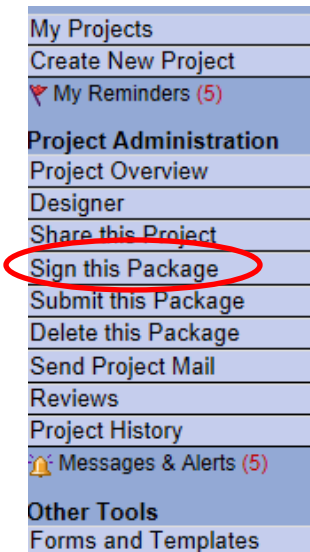 My Projects
Create New Project
My Reminders (5)
Project Administration
Project Overview
Designer
Share this Project
Sign this Package
Submit this Package
Delete this Package
Send Project Mail
Reviews
Project History
Messages & Alerts (5)
Other Tools
Forms and Templates